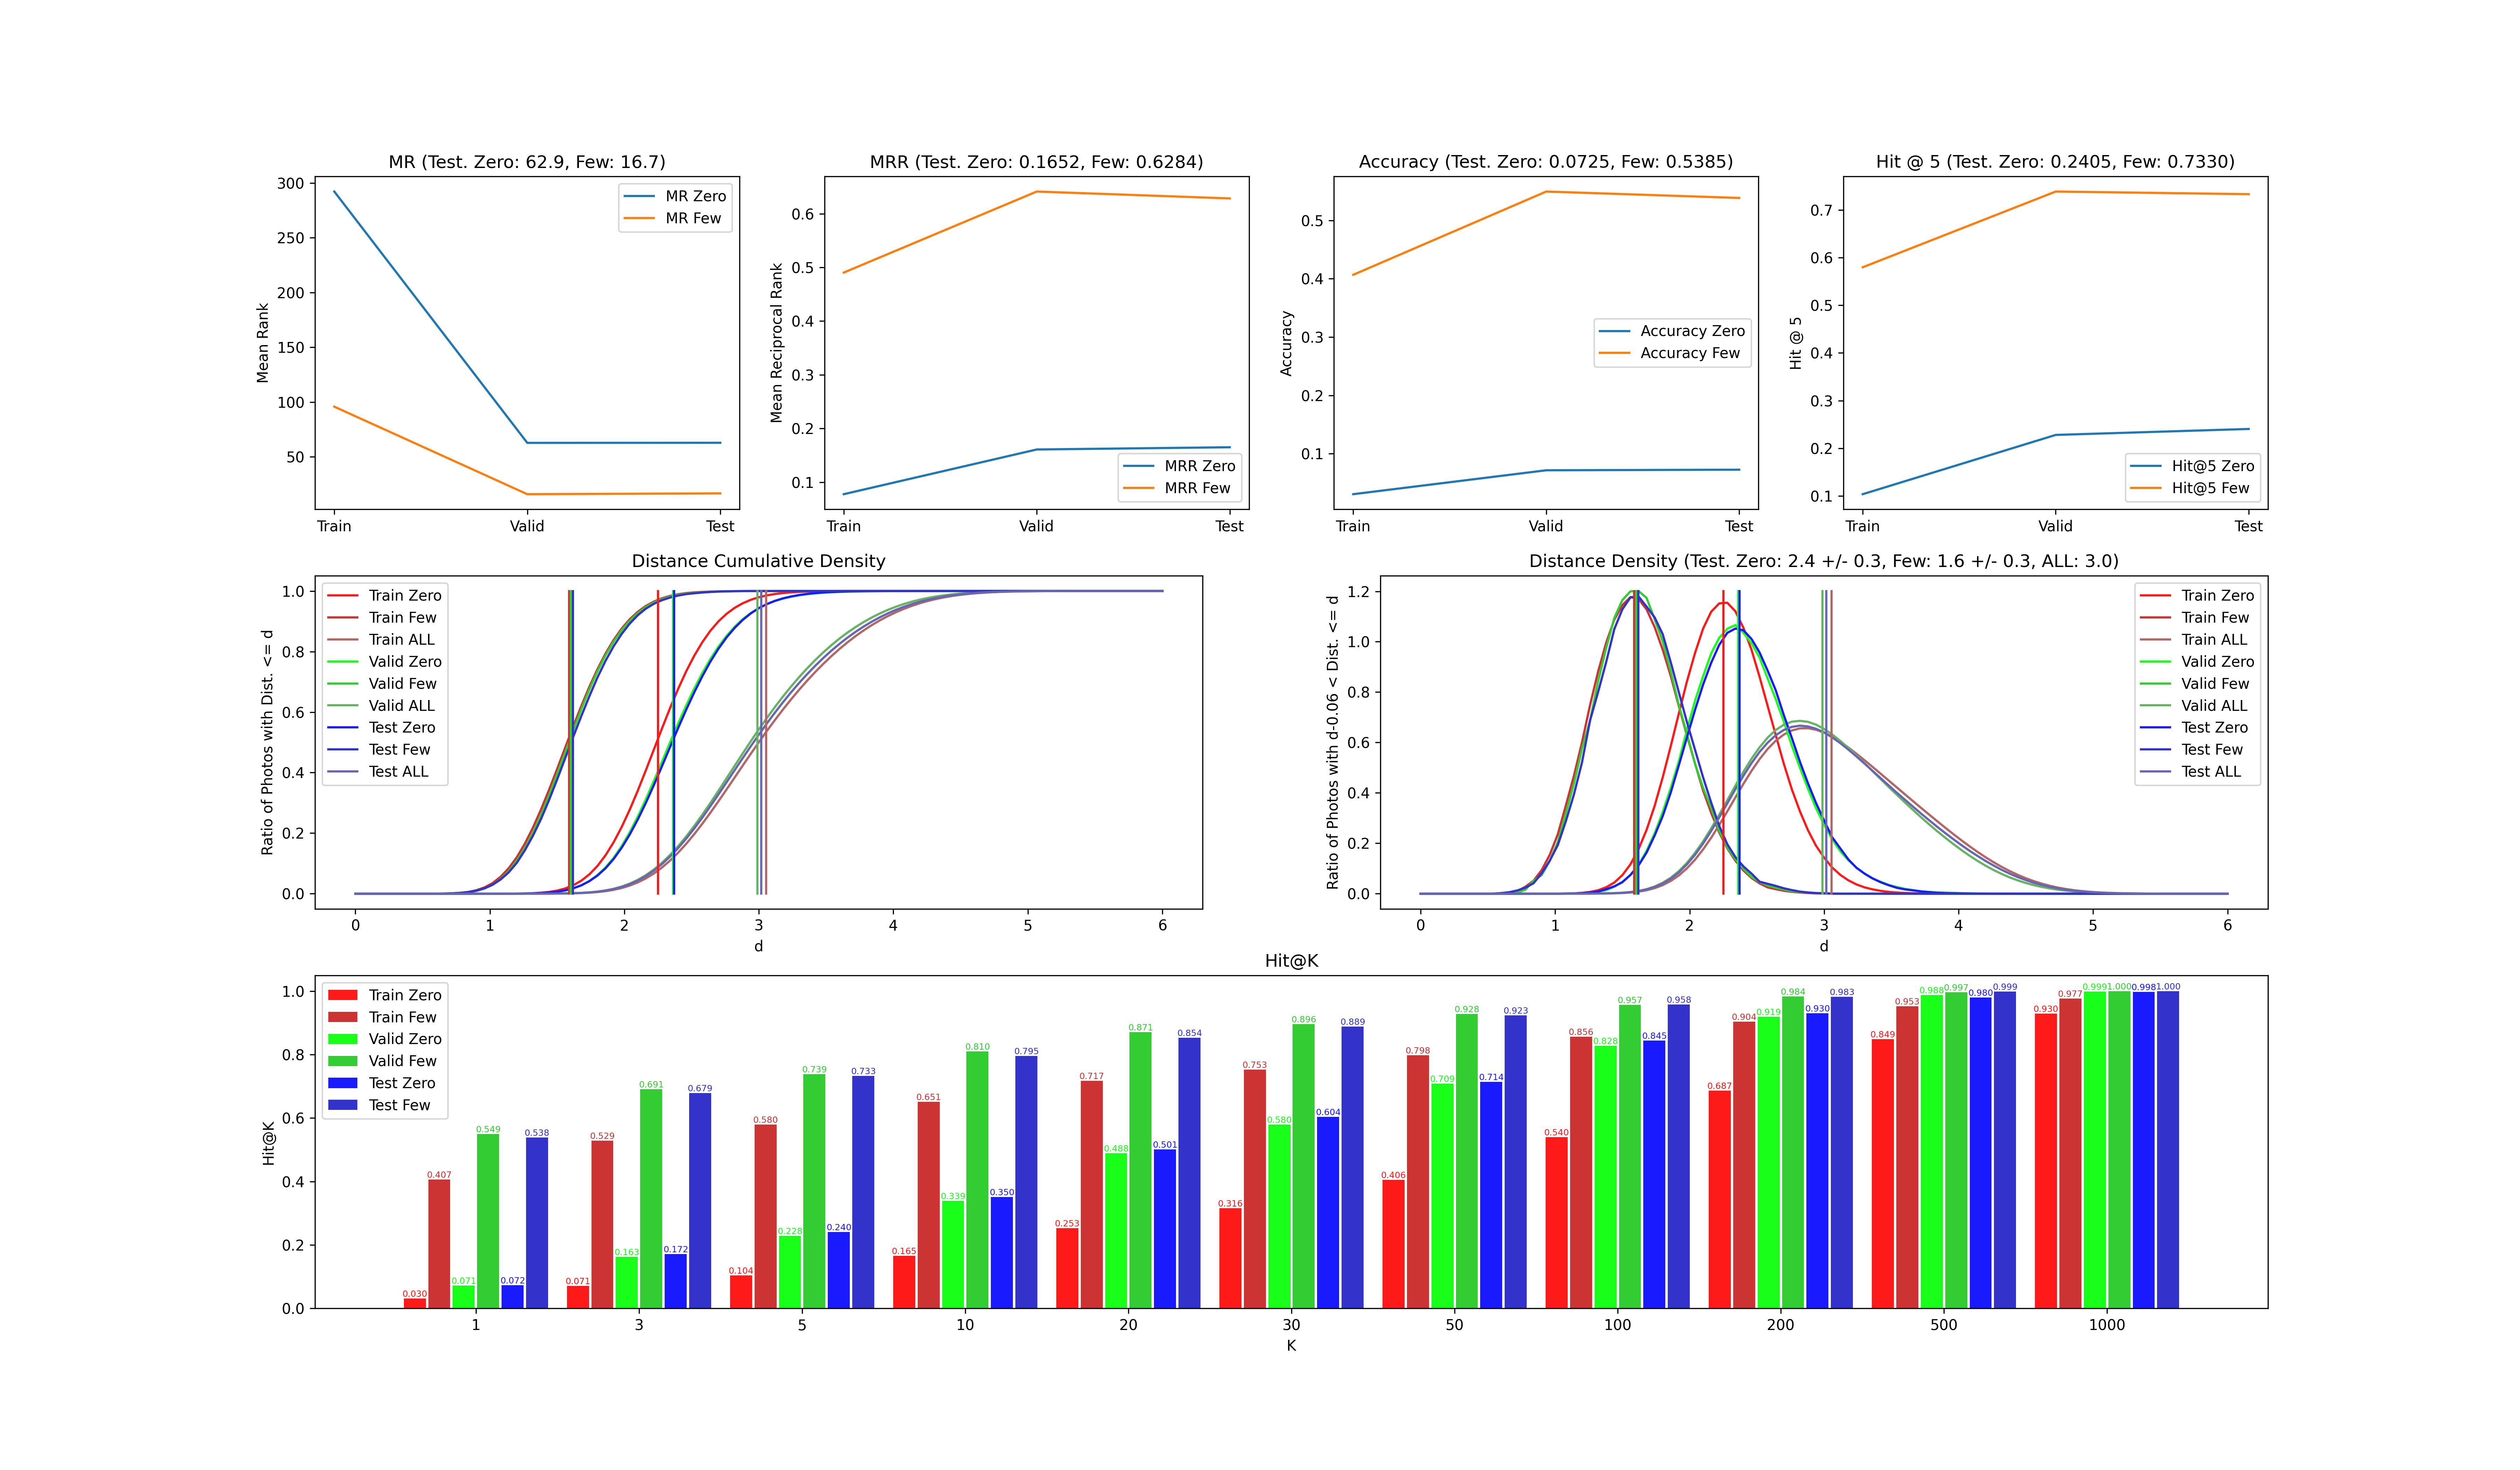 MR (Test. Zero: 62.9, Few: 16.7)
300
250
200
150
100
50
Mean Rank
MR Zero
MR Few
Train
Valid
Test
MRR (Test. Zero: 0.1652, Few: 0.6284)
0.6
0.5
0.4
0.3
0.2
0.1
Mean Reciprocal Rank
MRR Zero
MRR Few
Train
Valid
Test
Accuracy (Test. Zero: 0.0725, Few: 0.5385)
0.5
0.4
0.3
0.2
0.1
Accuracy
Accuracy Zero
Accuracy Few
Train
Valid
Test
Hit @ 5 (Test. Zero: 0.2405, Few: 0.7330)
0.7
0.6
0.5
0.4
0.3
0.2
0.1
Hit @ 5
Hit@5 Zero
Hit@5 Few
Train
Valid
Test
Distance Cumulative Density
1.0
0.8
0.6
0.4
0.2
0.0
Ratio of Photos with Dist. <= d
Train Zero
Train Few
Train ALL
Valid Zero
Valid Few
Valid ALL
Test Zero
Test Few
Test ALL
0 1 2 3 4 5 6
d
Distance Density (Test. Zero: 2.4 +/- 0.3, Few: 1.6 +/- 0.3, ALL: 3.0)
1.2
1.0
0.8
0.6
0.4
0.2
0.0
Ratio of Photos with d-0.06 < Dist. <= d
Train Zero
Train Few
Train ALL
Valid Zero
Valid Few
Valid ALL
Test Zero
Test Few
Test ALL
0 1 2 3 4 5 6
d
Hit@K
1.0
0.8
0.6
0.4
0.2
0.0
Hit@K
Train Zero
Train Few
Valid Zero
Valid Few
Test Zero
Test Few
0.030 0.407 0.071 0.549 0.072 0.538
0.071 0.529 0.163 0.691 0.172 0.679
0.104 0.580 0.228 0.739 0.240 0.733
0.165 0.651 0.339 0.810 0.350 0.795
0.253 0.717 0.488 0.871 0.501 0.854
0.316 0.753 0.580 0.896 0.604 0.889
0.406 0.798 0.709 0.928 0.714 0.923
0.540 0.856 0.828 0.957 0.845 0.958
0.687 0.904 0.919 0.984 0.930 0.983
0.849 0.953 0.988 0.997 0.980 0.999
0.930 0.977 0.999 1.000 0.998 1.000
1 3 5 10 20 30 50 100 200 500 1000
K